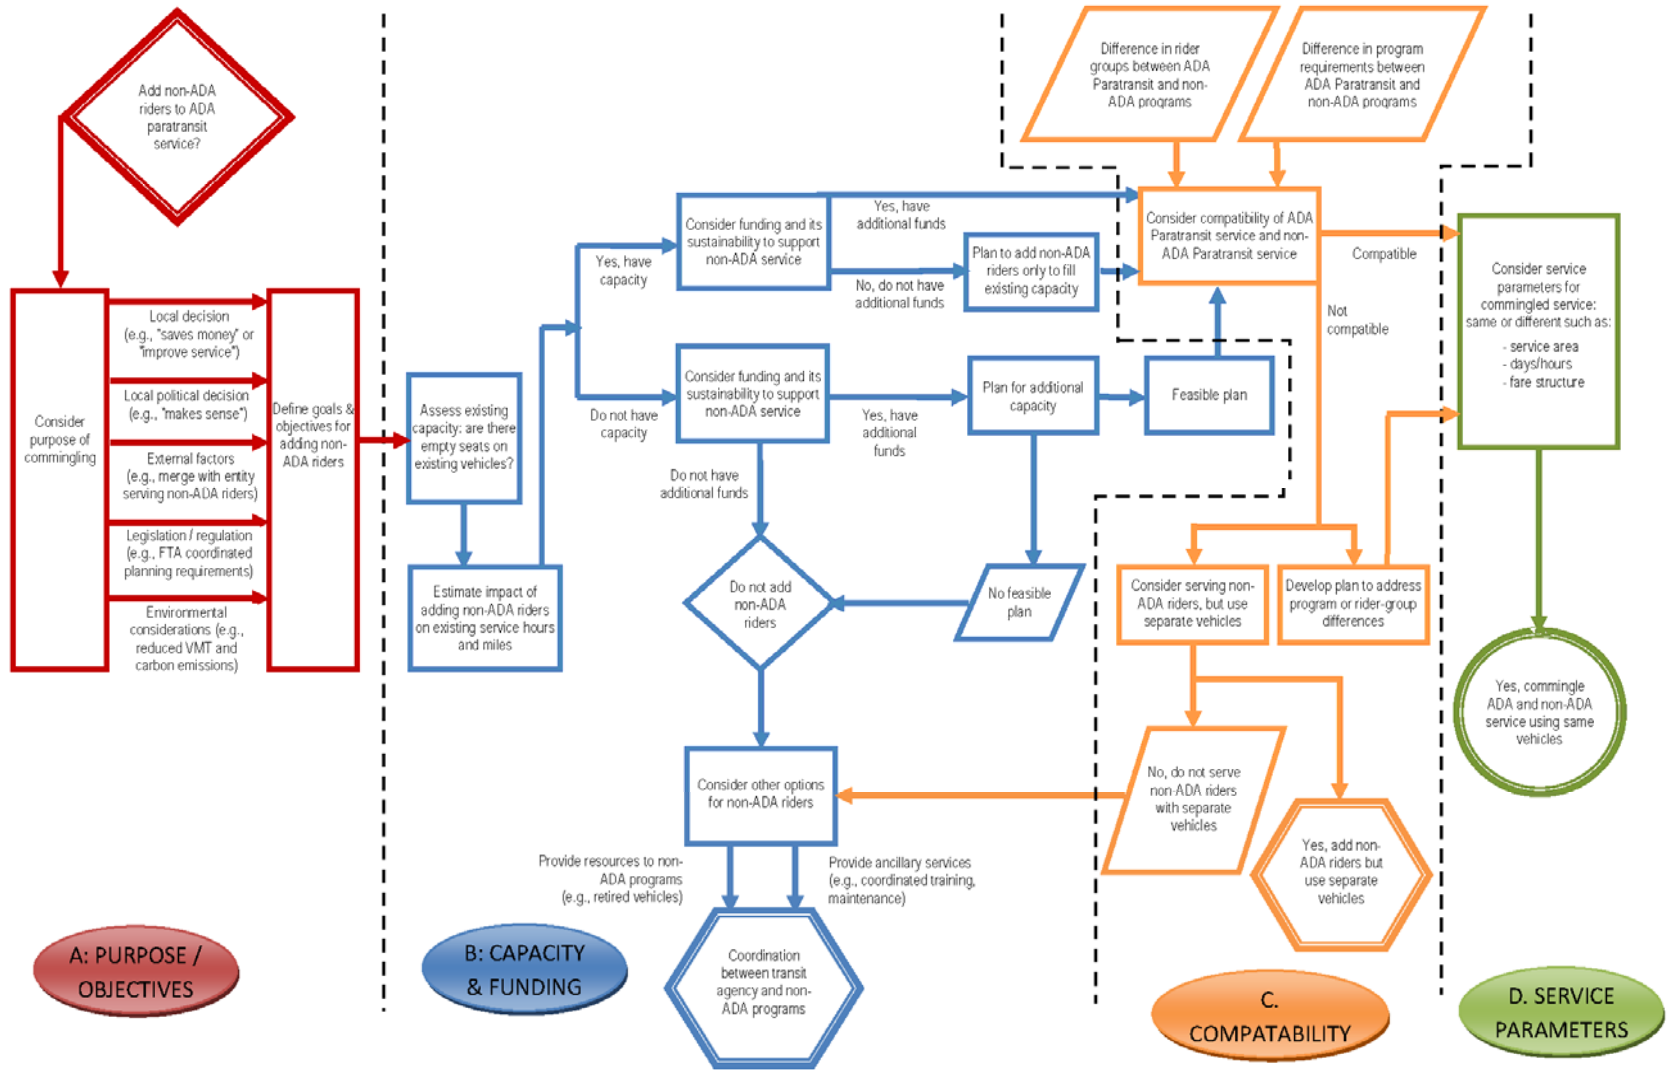 Add non-ADA
riders to ADA
paratransit
service?
Consider
purpose of
commingling
Local decision
(e.g., "saves money" or
"improve service")
Local political decision
(e.g., "makes sense")
External factors
(e.g., merge with entity
serving non-ADA riders)
Legislation / regulation
(e.g., FTA coordinated
planning requirements)
Environmental
considerations (e.g.,
reduced VMT and
carbon emissions)
Define goals &
objectives for
adding non-
ADA riders
A: PURPOSE /
OBJECTIVES
Assess existing
capacity: are there
empty seats on
existing vehicles?
Estimate impact of
adding non-ADA riders
on existing service hours
and miles
Yes, have
capacity
Do not have
capacity
Consider funding and its
sustainability to support
non-ADA service
Yes, have
additional funds
No, do not have
additional funds
Plan to add non-ADA
riders only to fill
existing capacity
Consider funding and its
sustainability to support
non-ADA service
Yes, have
additional
funds
Plan for additional
capacity
Feasible plan
Do not have
additional funds
Do not add
non-ADA
riders
No feasible
plan
Consider other options
for non-ADA riders
Provide resources to non-
ADA programs
(e.g., retired vehicles)
Provide ancillary services
(e.g., coordinated training,
maintenance)
Coordination
between transit
agency and non-
ADA programs
B: CAPACITY
& FUNDING
Difference in rider
groups between ADA
Paratransit and non-
ADA programs
Difference in program
requirements between
ADA Paratransit and
non-ADA programs
Consider compatibility of ADA
Paratransit service and non-
ADA Paratransit service
Compatible
Not
compatible
Consider serving non-
ADA riders, but use
separate vehicles
Develop plan to address
program or rider-group
differences
No, do not serve
non-ADA riders
with separate
vehicles
Yes, add non-
ADA riders but
use separate
vehicles
C.
COMPATABILITY
Consider service
parameters for
commingled service:
same or different such as:
- service area
- days/hours
- fare structure
Yes, commingle
ADA and non-ADA
service using same
vehicles
D. SERVICE
PARAMETERS